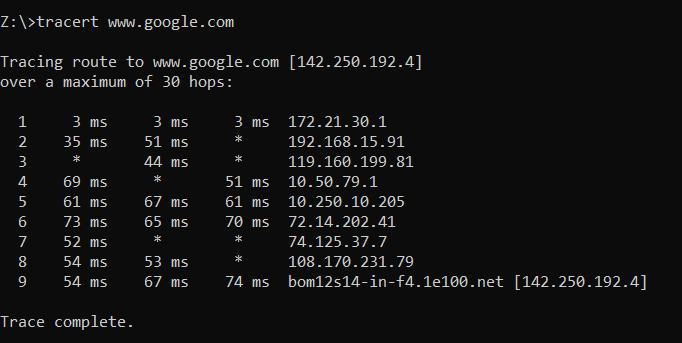 Z:\>tracert www.google.com
Tracing route to www.google.com [142.250.192.4]
over a maximum of 30 hops:
1 3 ms 3 ms 3 ms 172.21.30.1
2 35 ms 51 ms * 192.168.15.91
3 * 44 ms * 119.160.199.81
4 69 ms * 51 ms 10.50.79.1
5 61 ms 67 ms 61 ms 10.250.10.205
6 73 ms 65 ms 70 ms 72.14.202.41
7 52 ms * * 74.125.37.7
8 54 ms 53 ms * 108.170.231.79
9 54 ms 67 ms 74 ms bom12s14-in-f4.1e100.net [142.250.192.4]
Trace complete.